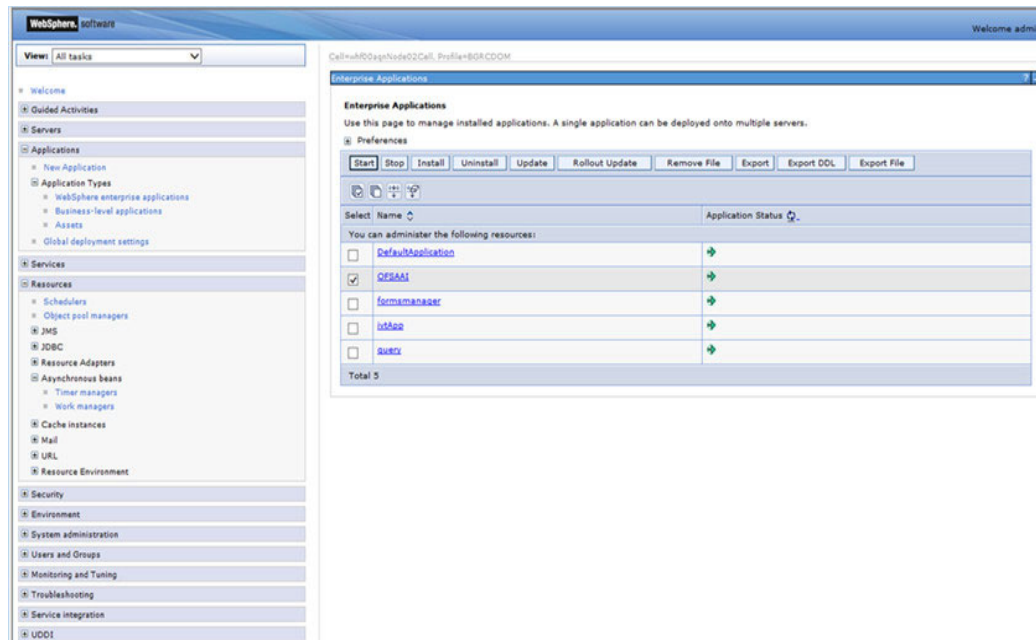 WebSphere. software
Welcome admi
View: All tasks
Cell=whf00aqnNode02Cell, Profile=BGRCDOM
Welcome
Guided Activities
Servers
Applications
New Application
Application Types
WebSphere enterprise applications
Business-level applications
Assets
Global deployment settings
Services
Resources
Schedulers
Object pool managers
JMS
JDBC
Resource Adapters
Asynchronous beans
Timer managers
Work managers
Cache instances
Mail
URL
Resource Environment
Security
Environment
System administration
Users and Groups
Monitoring and Tuning
Troubleshooting
Service integration
UDDI
Enterprise Applications ?
Enterprise Applications
Use this page to manage installed applications. A single application can be deployed onto multiple servers.
Preferences
Start Stop Install Uninstall Update Rollout Update Remove File Export Export DDL Export File
Select Name Application Status
You can administer the following resources:
DefaultApplication
OFSAAI
formsmanager
ivtApp
query
Total 5